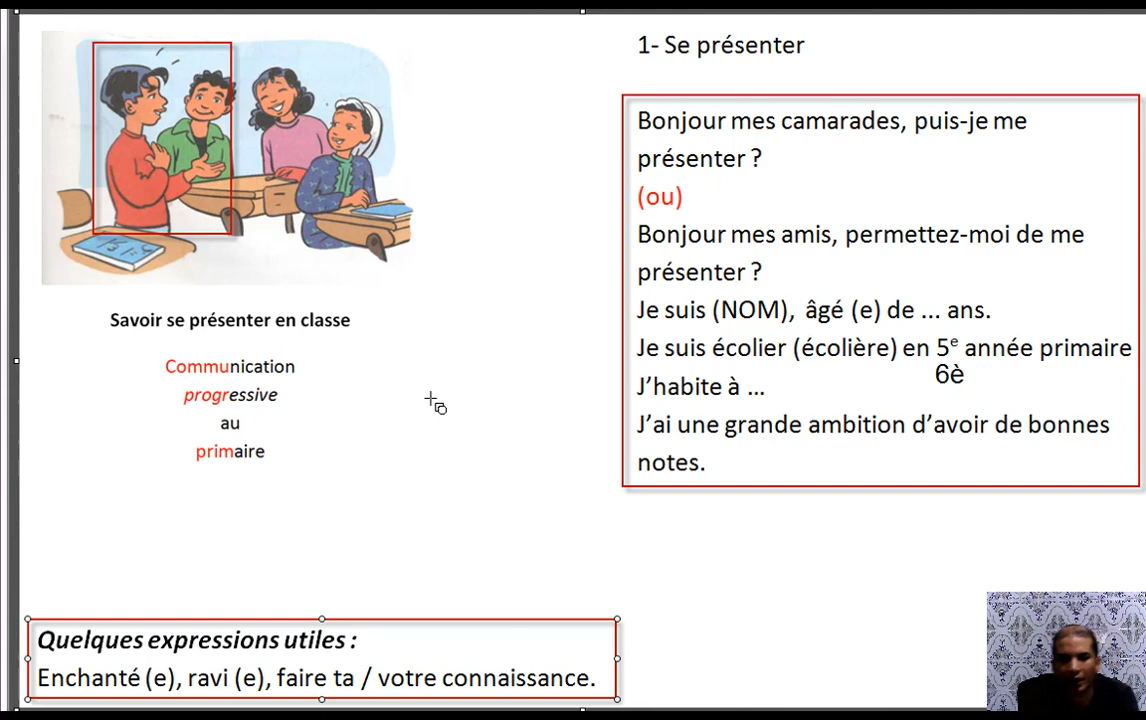 1- Se présenter
Bonjour mes camarades, puis-je me
présenter ?
(ou)
Bonjour mes amis, permettez-moi de me
présenter ?
Je suis (NOM), âgé (e) de ... ans.
Je suis écolier (écolière) en 5e année primaire
6è
J'habite à ...
J'ai une grande ambition d'avoir de bonnes
notes.
Savoir se présenter en classe
Communication
progressive
au
primaire
Quelques expressions utiles :
Enchanté (e), ravi (e), faire ta / votre connaissance.